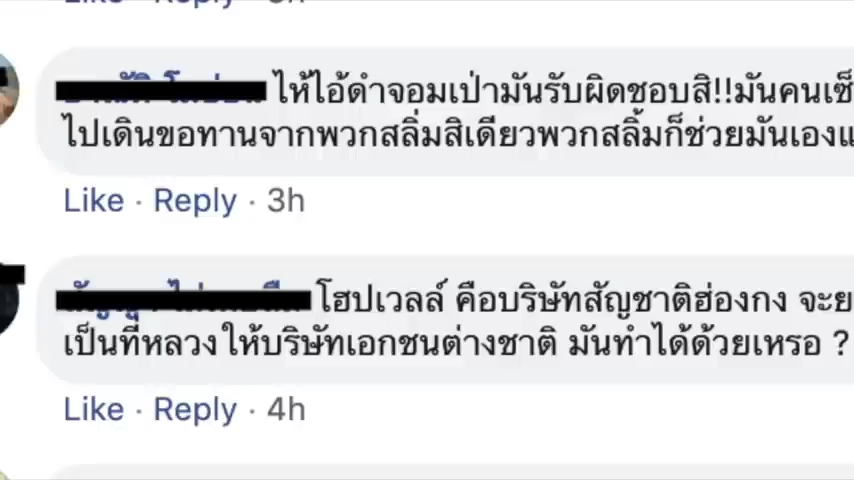 Reply
ไห้ไอ้ดำจอมเป่ามันรับผิดชอบสิ!!มันคนเซ็
ไปเดินขอทานจากพวกสลิ่มสิเดียวพวกสลิ้มก็ช่วยมันเอง
Like · Reply · 3h
โฮปเวลล์ คือบริษัทสัญชาติฮ่องกง จะย
เป็นที่หลวงให้บริษัทเอกชนต่างชาติ มันทำได้ด้วยเหรอ ?
Like · Reply · 4h